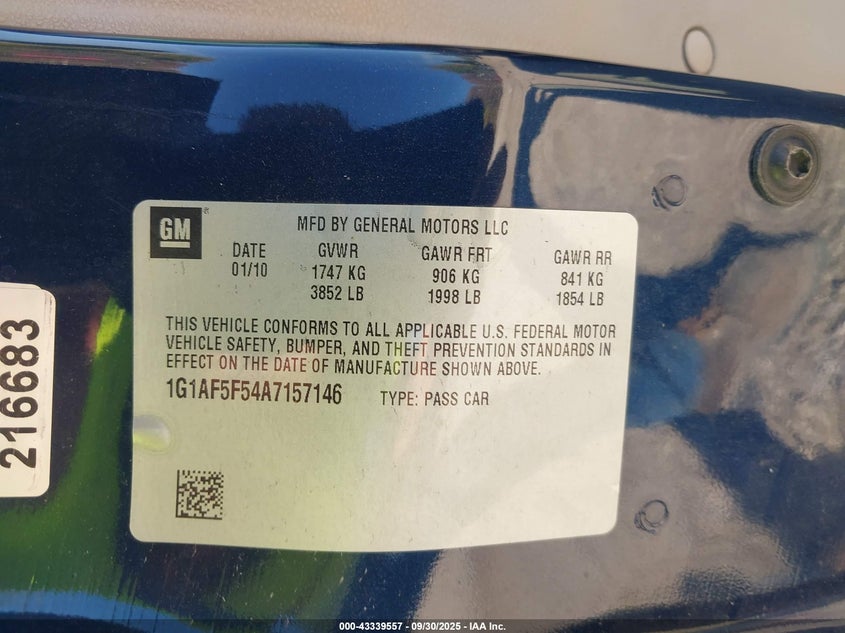 GM
MFD BY GENERAL MOTORS LLC
DATE GVWR GAWR FRT GAWR RR
01/10 1747 KG 906 KG 841 KG
3852 LB 1998 LB 1854 LB
THIS VEHICLE CONFORMS TO ALL APPLICABLE U.S. FEDERAL MOTOR
VEHICLE SAFETY, BUMPER, AND THEFT PREVENTION STANDARDS IN
EFFECT ON THE DATE OF MANUFACTURE SHOWN ABOVE.
1G1AF5F54A7157146 TYPE: PASS CAR
216683
000-43339557 - 09/30/2025 - IAA Inc.